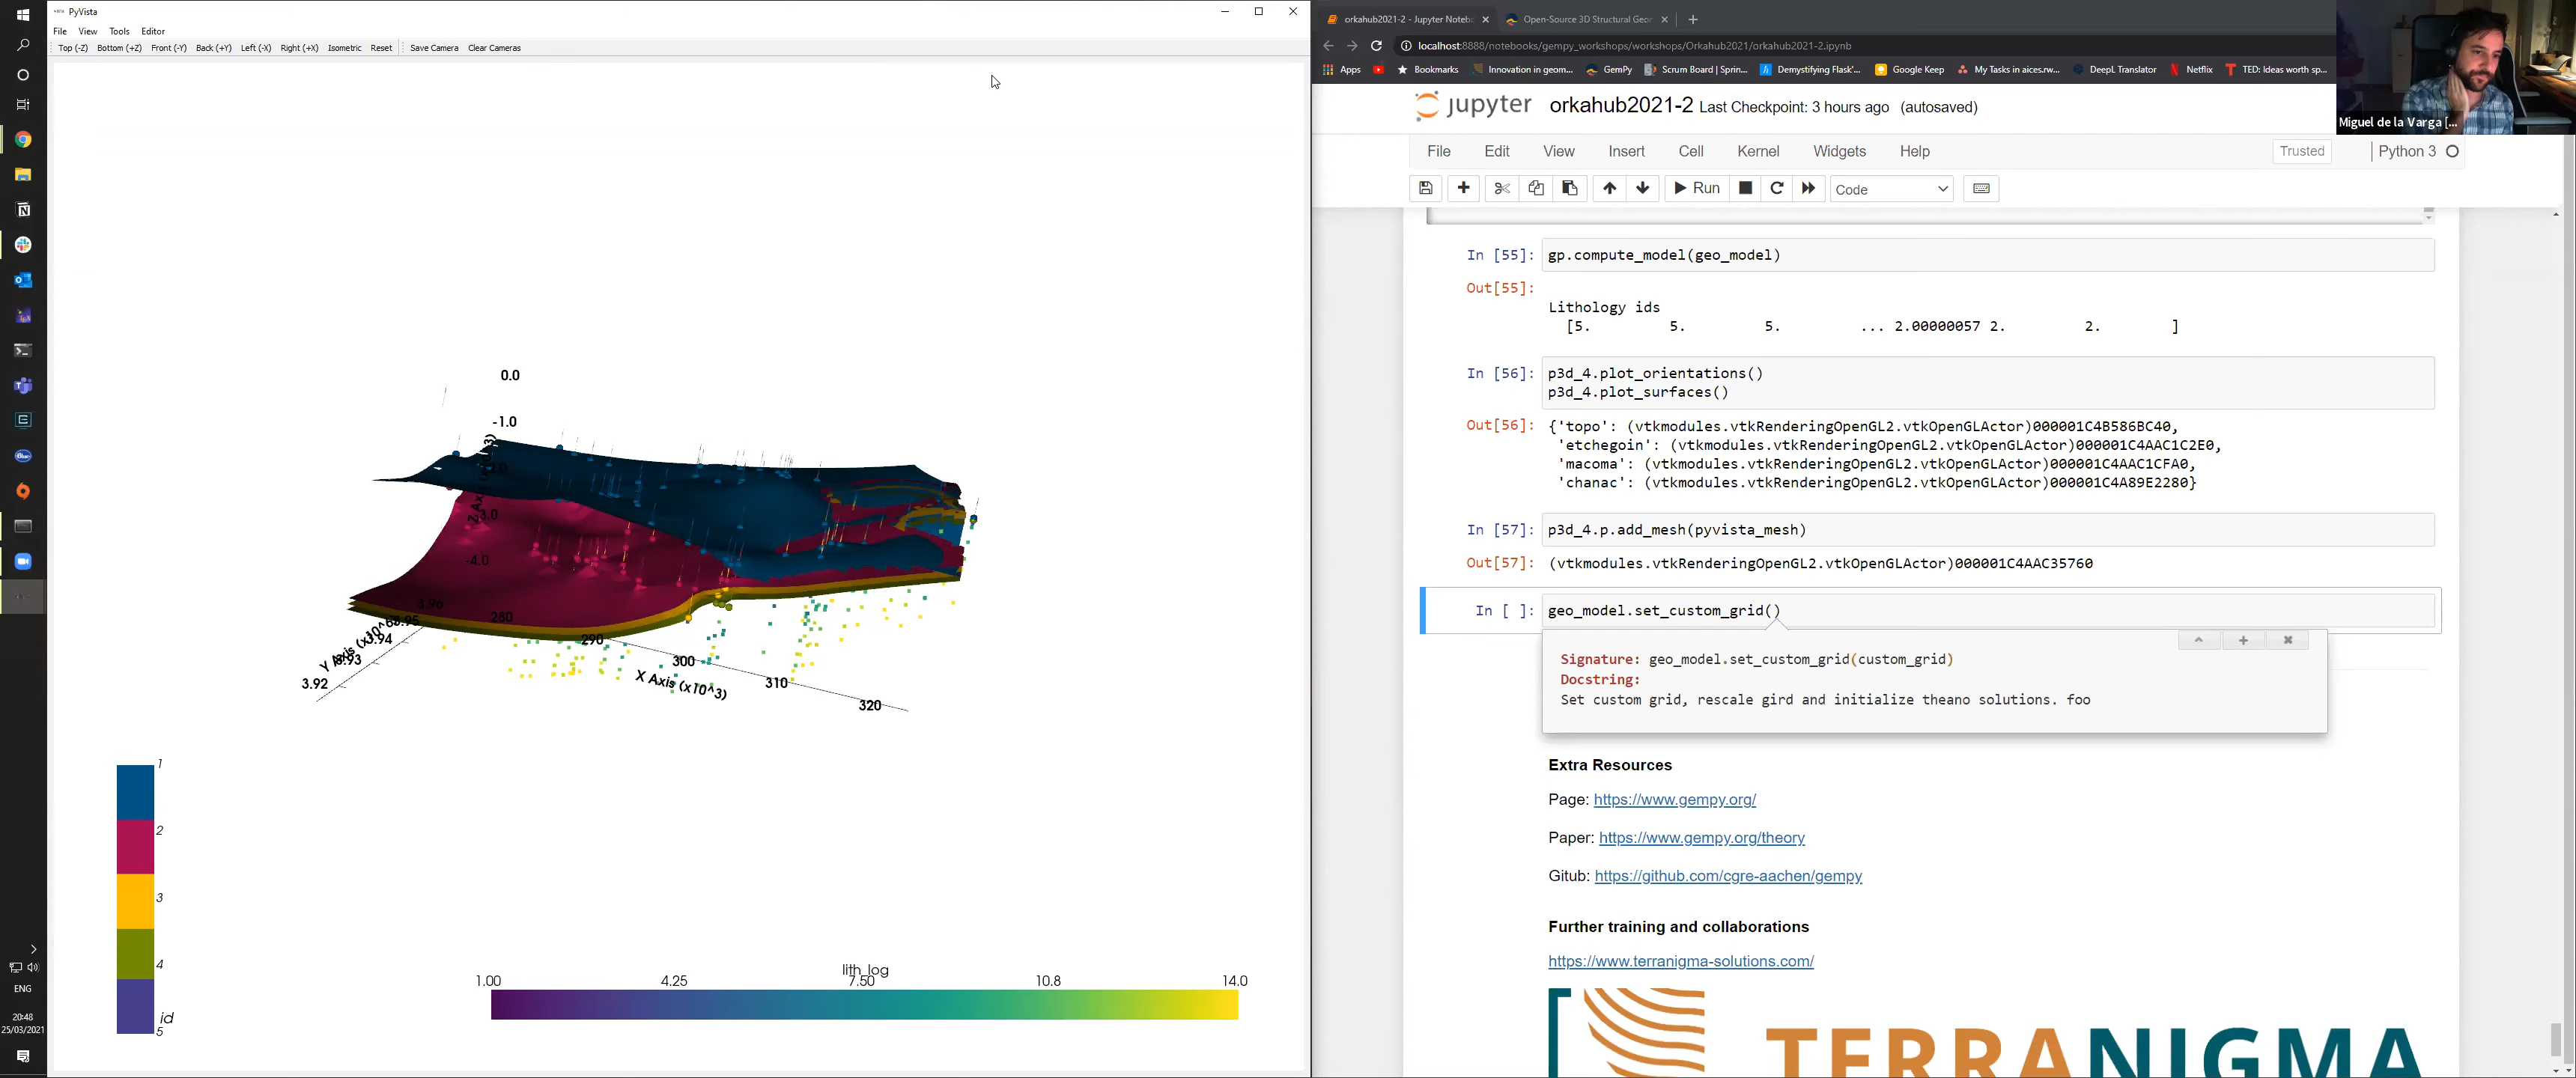 PyVista
File View Tools Editor
Top (-Z) Bottom (+Z) Front (-Y) Back (+Y) Left (-X) Right (+X) Isometric Reset Save Camera Clear Cameras
0.0
-1.0
-3.0
-4.0
3.96
3.95
3.94
3.93
3.92
Y Axis (x10^6)
280
290
300
310
320
X Axis (x10^3)
1
2
3
4
5
id
lith_log
1.00 4.25 7.50 10.8 14.0
ENG
20:48
25/03/2021
orkahub2021-2 - Jupyter Noteb
Open-Source 3D Structural Geo
localhost:8888/notebooks/gempy_workshops/workshops/Orkahub2021/orkahub2021-2.ipynb
Apps Bookmarks Innovation in geom... GemPy Scrum Board | Sprin... Demystifying Flask'... Google Keep My Tasks in aices.rw... DeepL Translator Netflix TED: Ideas worth sp...
Miguel de la Varga [...
jupyter orkahub2021-2 Last Checkpoint: 3 hours ago (autosaved)
File Edit View Insert Cell Kernel Widgets Help Trusted Python 3
Run Code
In [55]: gp.compute_model(geo_model)
Out[55]:
Lithology ids
[5. 5. 5. ... 2.00000057 2. 2. ]
In [56]: p3d_4.plot_orientations()
p3d_4.plot_surfaces()
Out[56]: {'topo': (vtkmodules.vtkRenderingOpenGL2.vtkOpenGLActor)000001C4B586BC40,
'etchegoin': (vtkmodules.vtkRenderingOpenGL2.vtkOpenGLActor)000001C4AAC1C2E0,
'macoma': (vtkmodules.vtkRenderingOpenGL2.vtkOpenGLActor)000001C4AAC1CFA0,
'chanac': (vtkmodules.vtkRenderingOpenGL2.vtkOpenGLActor)000001C4A89E2280}
In [57]: p3d_4.p.add_mesh(pyvista_mesh)
Out[57]: (vtkmodules.vtkRenderingOpenGL2.vtkOpenGLActor)000001C4AAC35760
In [ ]: geo_model.set_custom_grid()
Signature: geo_model.set_custom_grid(custom_grid)
Docstring:
Set custom grid, rescale gird and initialize theano solutions. foo
Extra Resources
Page: https://www.gempy.org/
Paper: https://www.gempy.org/theory
Gitub: https://github.com/cgre-aachen/gempy
Further training and collaborations
https://www.terranigma-solutions.com/
TERRANIGMA